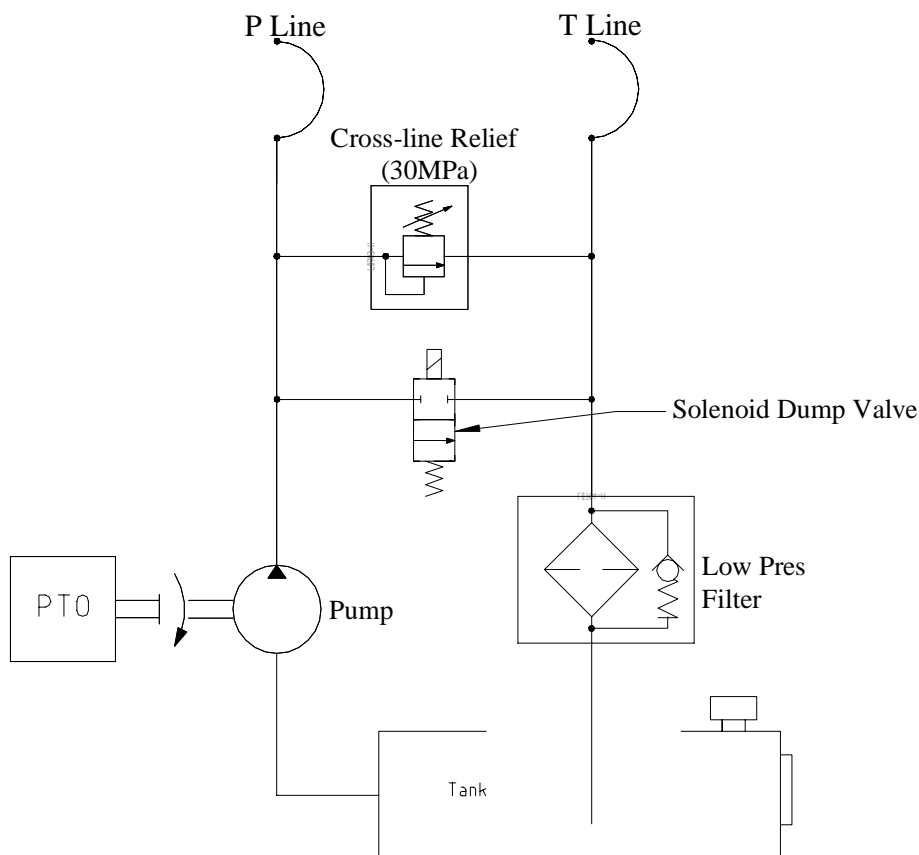 P Line
T Line
Cross-line Relief
(30MPa)
Solenoid Dump Valve
Low Pres
Filter
PTO
Pump
Tank